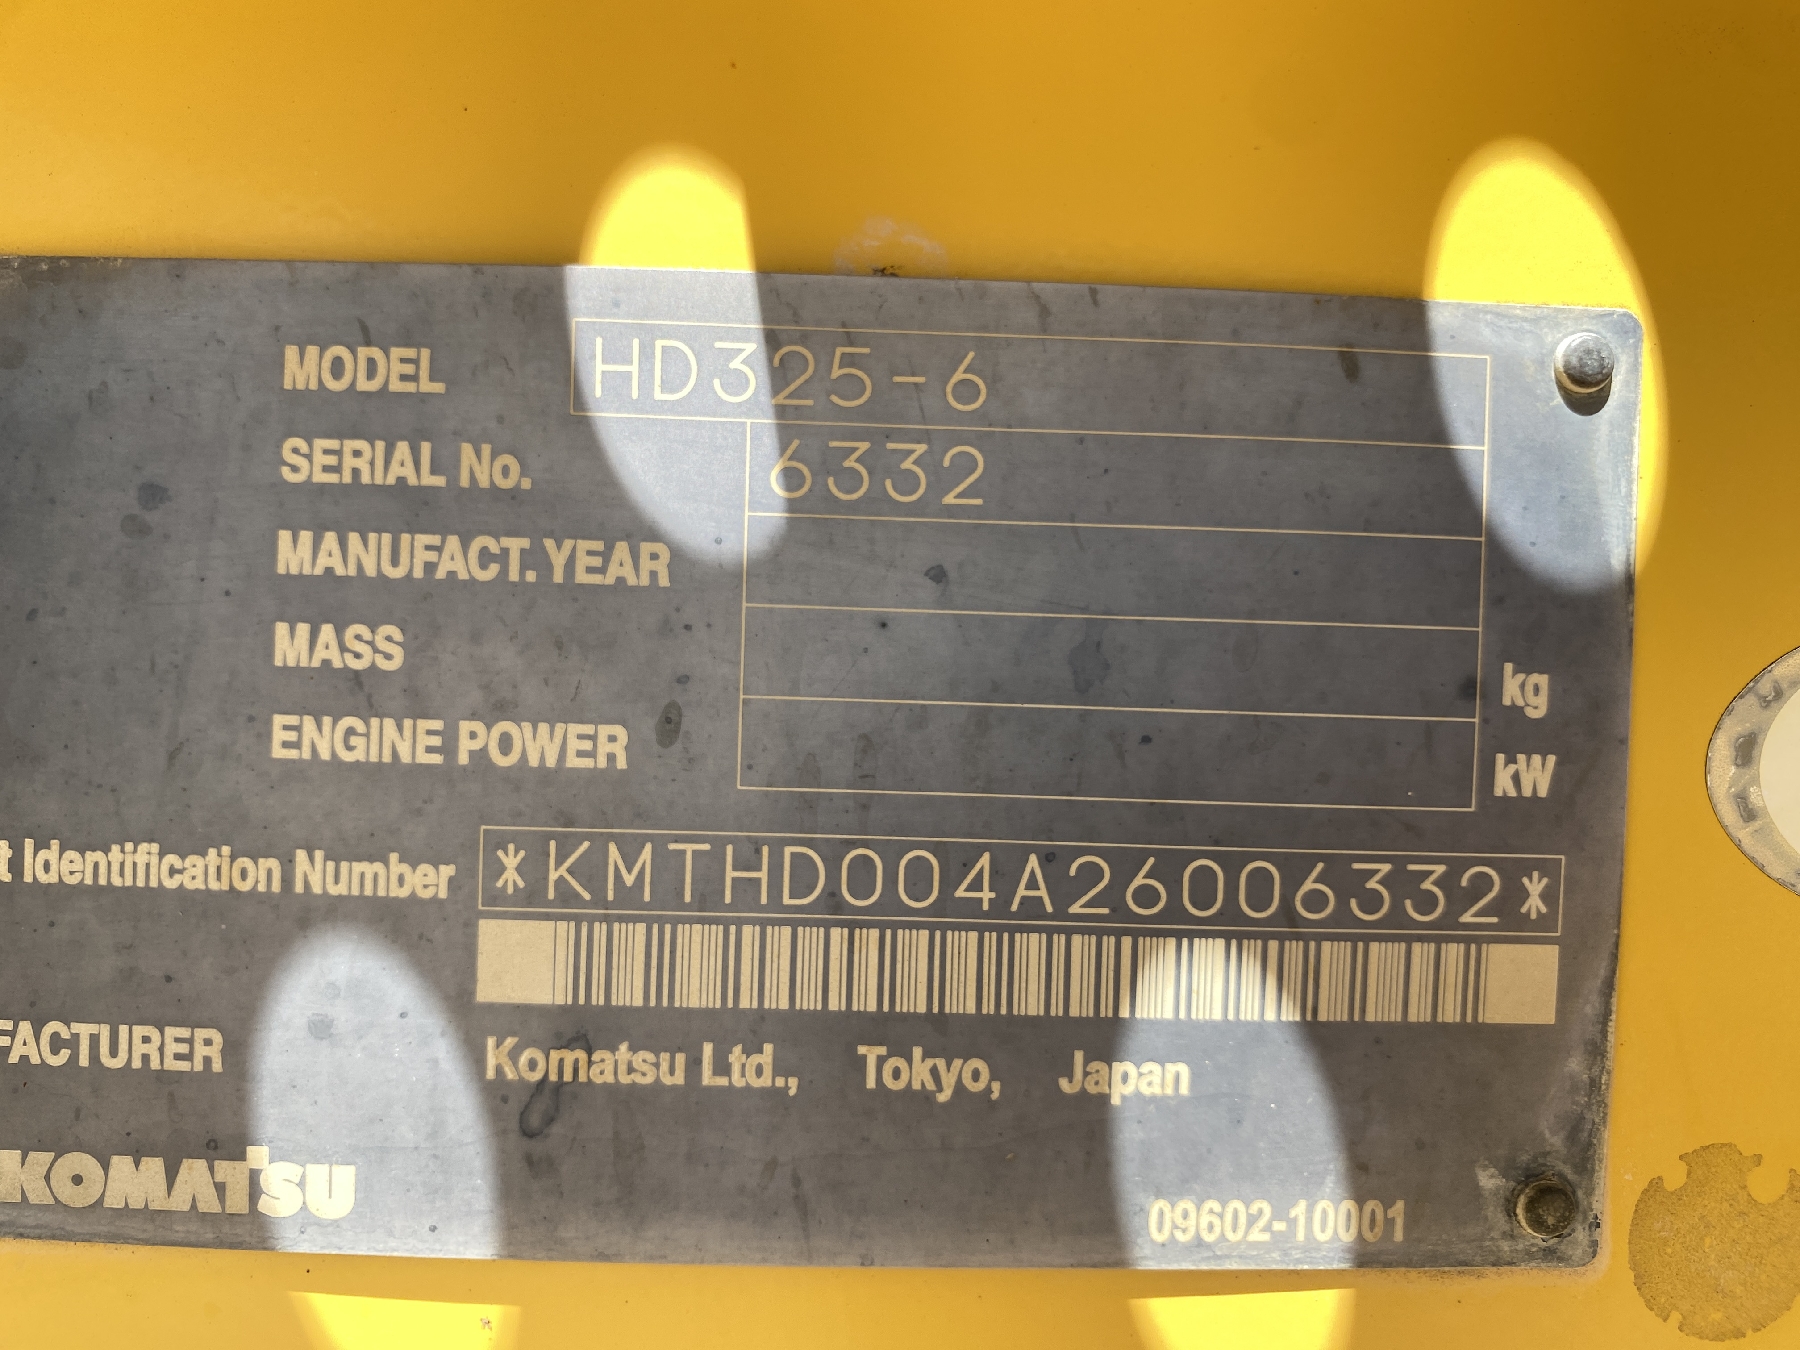 MODEL HD325-6
SERIAL No. 6332
MANUFACT. YEAR
MASS kg
ENGINE POWER kW
t Identification Number *KMTHD004A26006332*
FACTURER Komatsu Ltd., Tokyo, Japan
KOMATSU
09602-10001